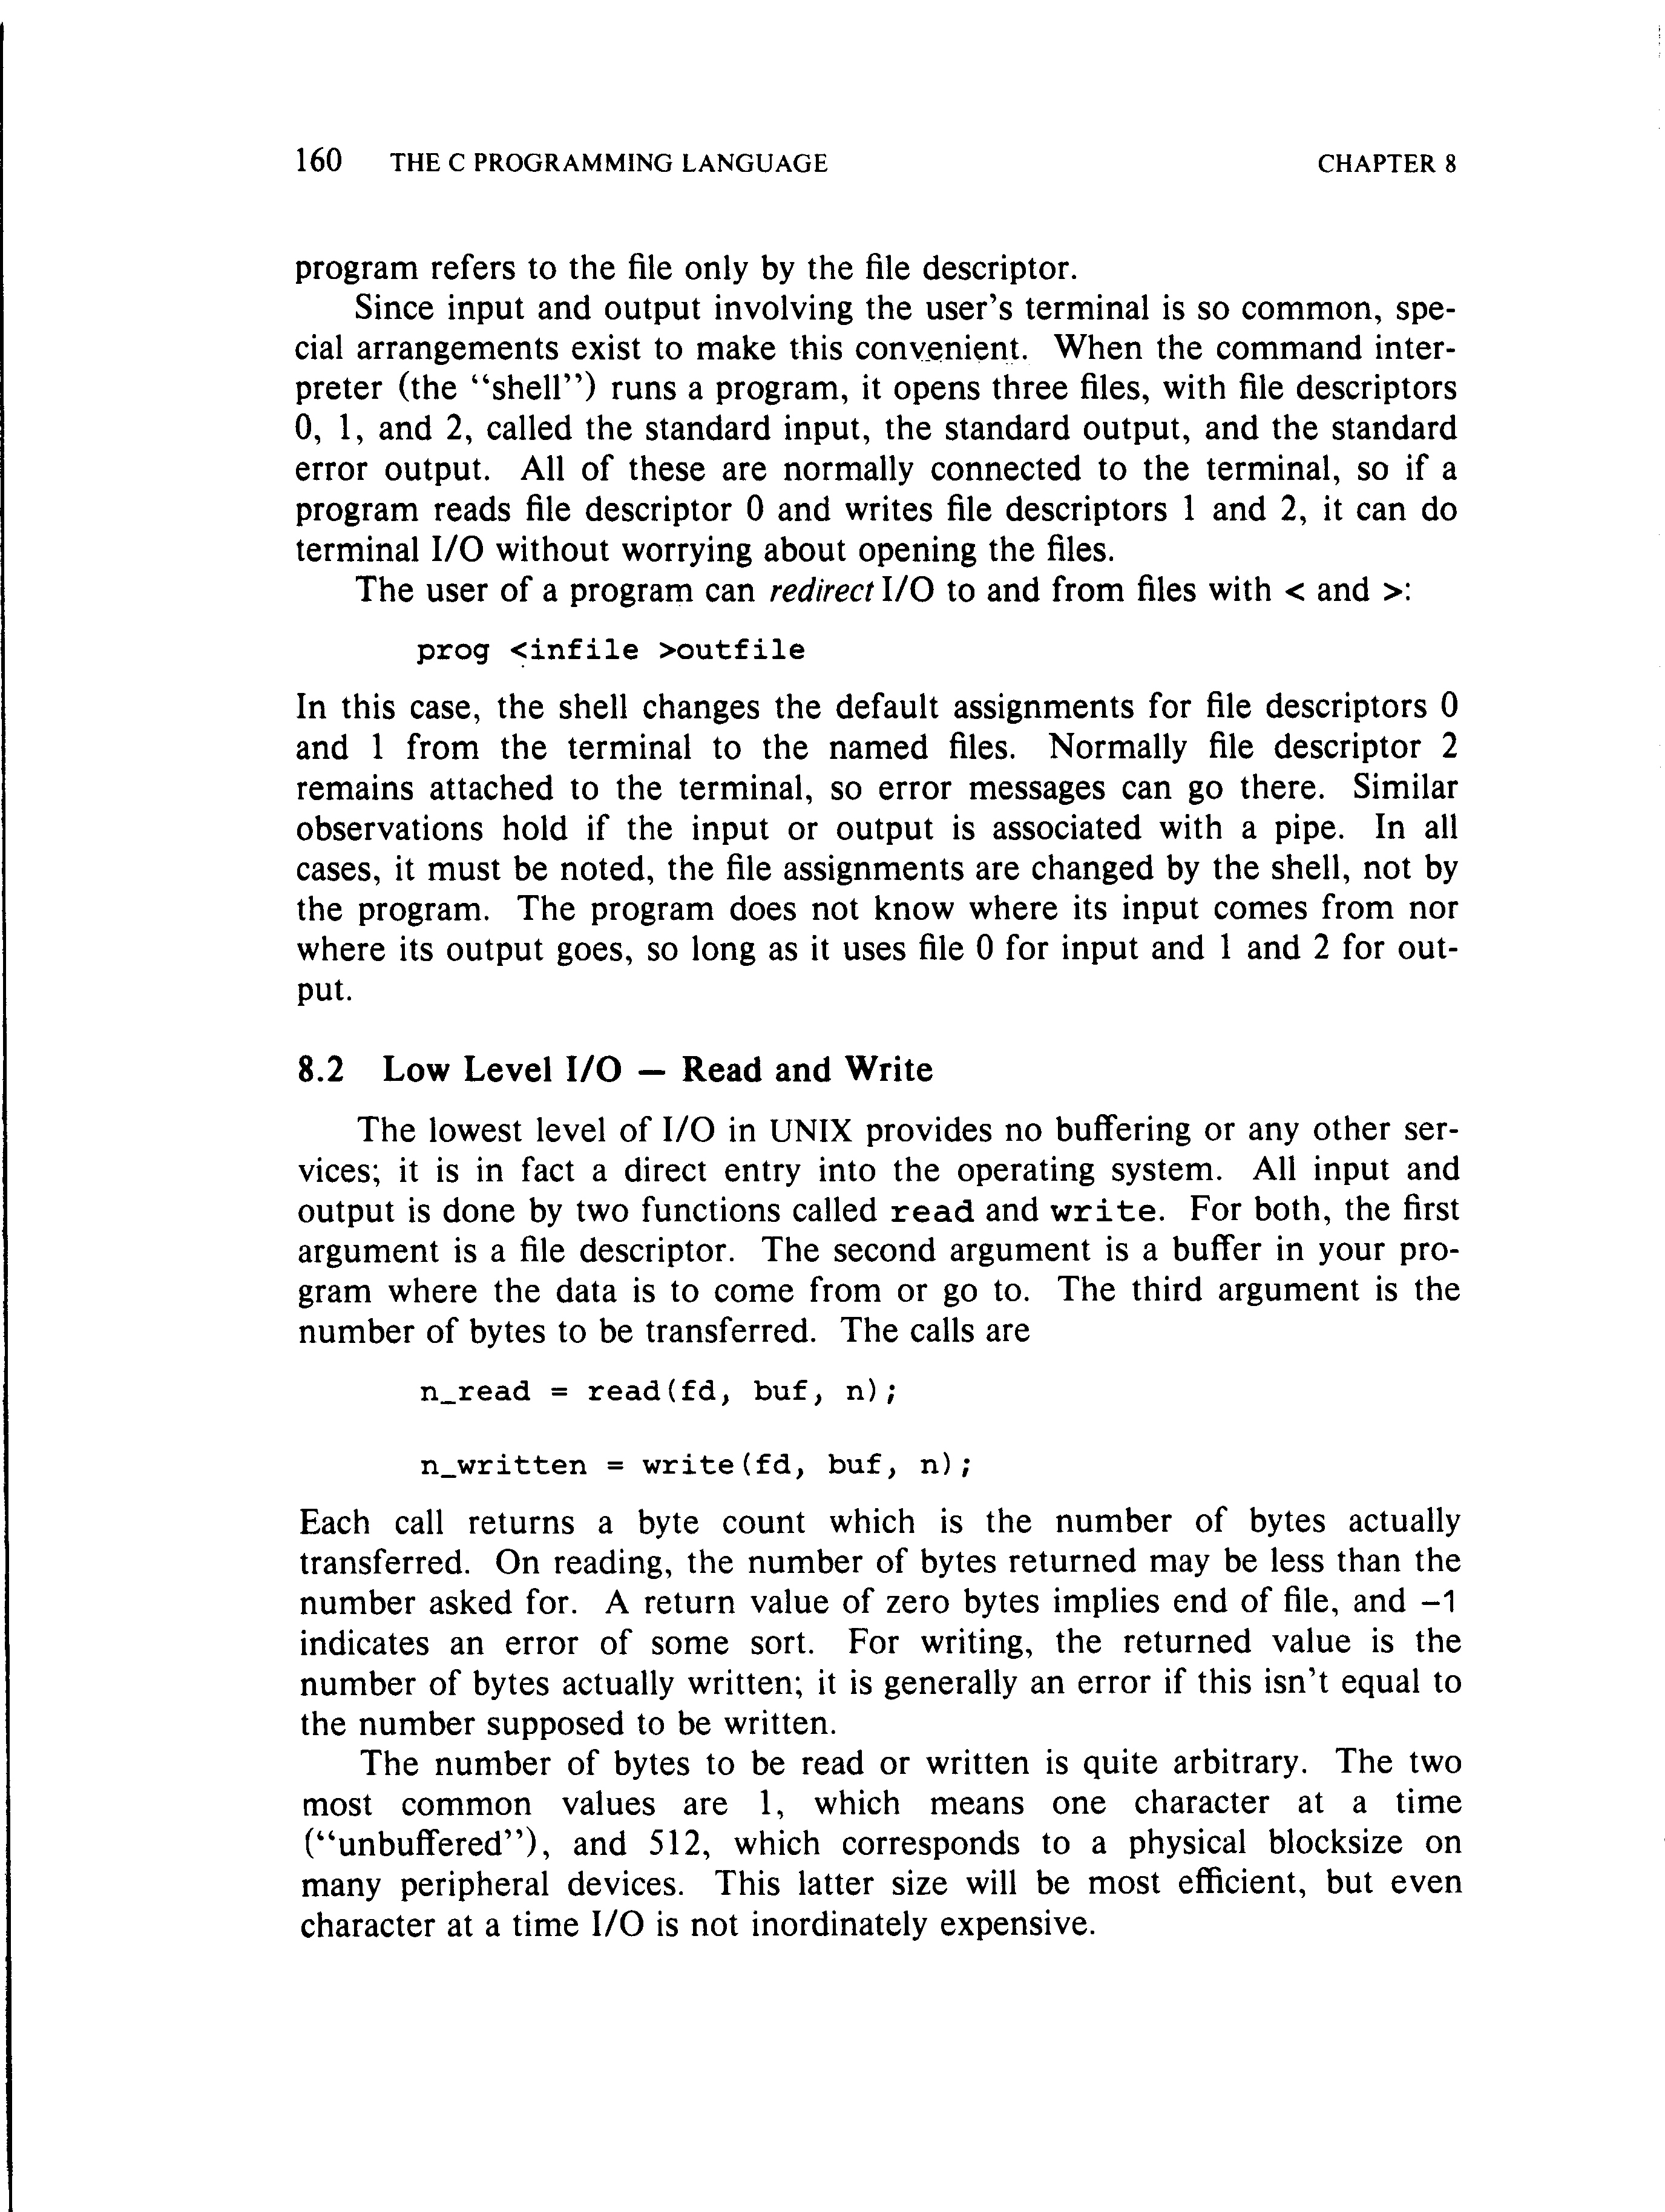 160 THE C PROGRAMMING LANGUAGE CHAPTER 8
program refers to the file only by the file descriptor.
Since input and output involving the user's terminal is so common, spe-
cial arrangements exist to make this convenient. When the command inter-
preter (the “shell”) runs a program, it opens three files, with file descriptors
0, 1, and 2, called the standard input, the standard output, and the standard
error output. All of these are normally connected to the terminal, so if a
program reads file descriptor 0 and writes file descriptors 1 and 2, it can do
terminal I/O without worrying about opening the files.
The user of a program can redirect I/O to and from files with < and >:
prog <infile >outfile
In this case, the shell changes the default assignments for file descriptors 0
and 1 from the terminal to the named files. Normally file descriptor 2
remains attached to the terminal, so error messages can go there. Similar
observations hold if the input or output is associated with a pipe. In all
cases, it must be noted, the file assignments are changed by the shell, not by
the program. The program does not know where its input comes from nor
where its output goes, so long as it uses file 0 for input and 1 and 2 for out-
put.
8.2 Low Level I/O — Read and Write
The lowest level of I/O in UNIX provides no buffering or any other ser-
vices; it is in fact a direct entry into the operating system. All input and
output is done by two functions called read and write. For both, the first
argument is a file descriptor. The second argument is a buffer in your pro-
gram where the data is to come from or go to. The third argument is the
number of bytes to be transferred. The calls are
n_read = read(fd, buf, n);
n_written = write(fd, buf, n);
Each call returns a byte count which is the number of bytes actually
transferred. On reading, the number of bytes returned may be less than the
number asked for. A return value of zero bytes implies end of file, and −1
indicates an error of some sort. For writing, the returned value is the
number of bytes actually written; it is generally an error if this isn't equal to
the number supposed to be written.
The number of bytes to be read or written is quite arbitrary. The two
most common values are 1, which means one character at a time
(“unbuffered”), and 512, which corresponds to a physical blocksize on
many peripheral devices. This latter size will be most efficient, but even
character at a time I/O is not inordinately expensive.